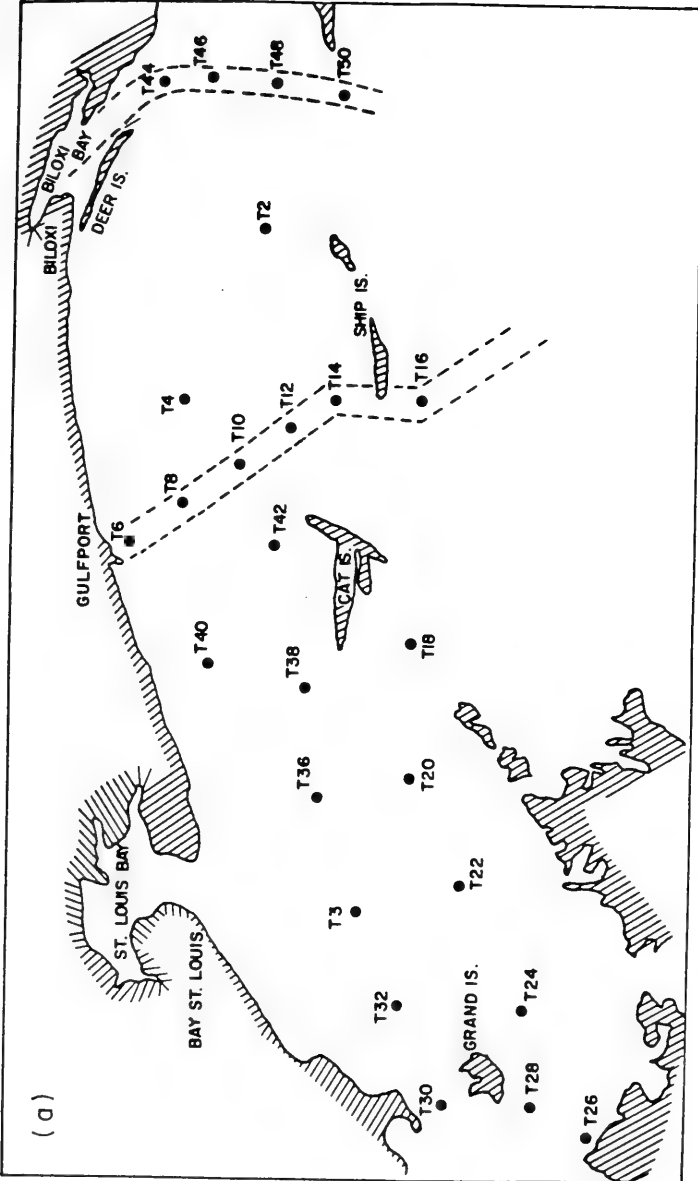 (a)
ST. LOUIS BAY
BAY ST. LOUIS
GULFPORT
BILOXI
BILOXI
BAY
DEER IS.
T44
T46
T48
T50
T2
T4
T6
T8
T10
T12
T14
T16
SHIP IS.
T40
T42
T38
CAT IS.
T36
T18
T20
T3
T22
T32
GRAND IS.
T24
T30
T28
T26